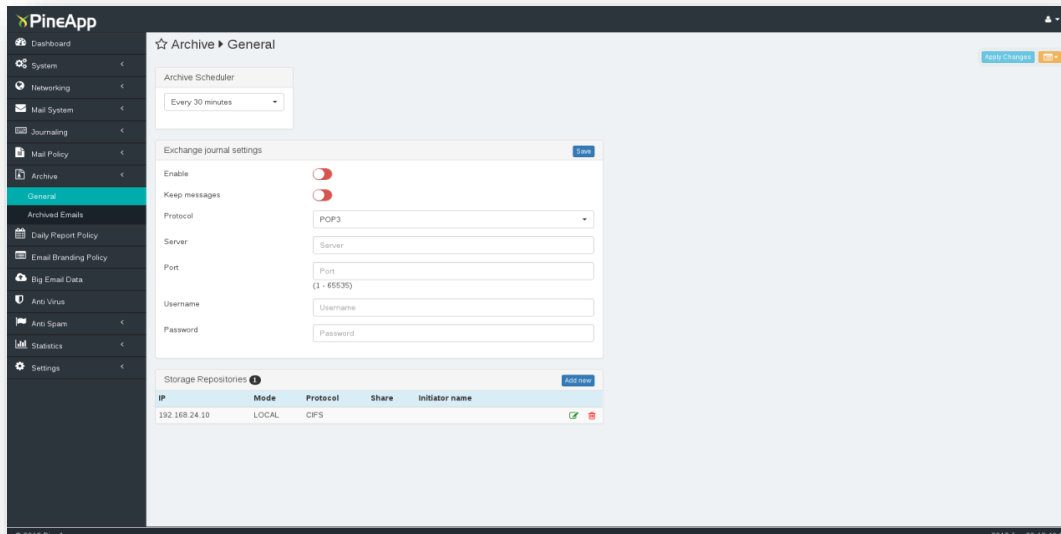 PineApp
Dashboard
System
Networking
Mail System
Journaling
Mail Policy
Archive
General
Archived Emails
Daily Report Policy
Email Branding Policy
Big Email Data
Anti Virus
Anti Spam
Statistics
Settings
Archive General
Apply Changes
Archive Scheduler
Every 30 minutes
Exchange journal settings Save
Enable
Keep messages
Protocol POP3
Server Server
Port Port
(1 - 65535)
Username Username
Password Password
Storage Repositories 1 Add new
IP Mode Protocol Share Initiator name
192.168.24.10 LOCAL CIFS